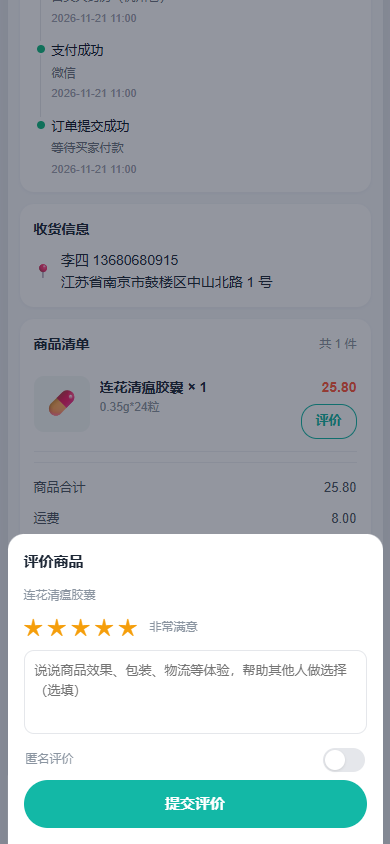 2026-11-21 11:00
支付成功
微信
2026-11-21 11:00
订单提交成功
等待买家付款
2026-11-21 11:00
收货信息
李四 13680680915
江苏省南京市鼓楼区中山北路 1 号
商品清单
共 1 件
连花清瘟胶囊 × 1
25.80
0.35g*24粒
评价
商品合计
25.80
运费
8.00
评价商品
连花清瘟胶囊
非常满意
说说商品效果、包装、物流等体验，帮助其他人做选择
（选填）
匿名评价
提交评价